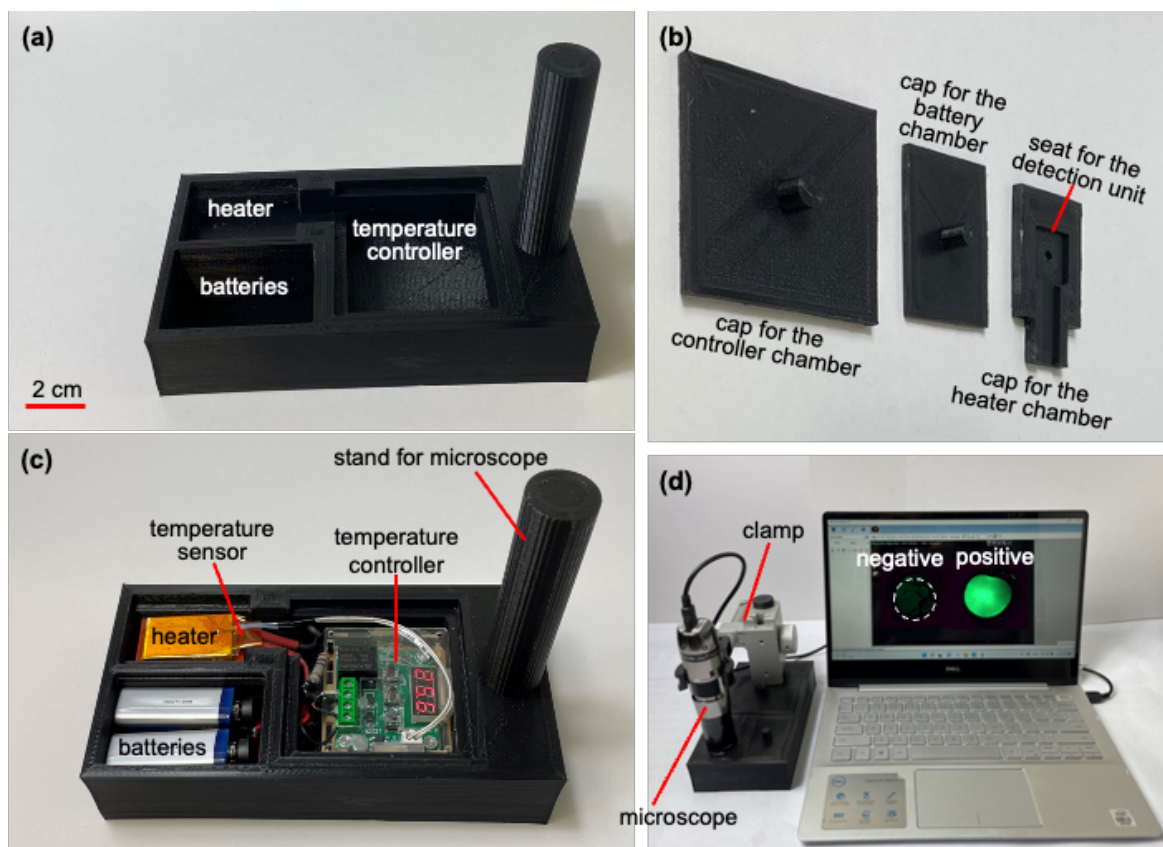 (a)
heater
temperature
controller
batteries
2 cm
(b)
cap for the
battery
chamber
seat for the
detection unit
cap for the
controller chamber
cap for the
heater chamber
(c)
stand for microscope
temperature
sensor
temperature
controller
heater
batteries
(d)
clamp
negative positive
DELL
microscope